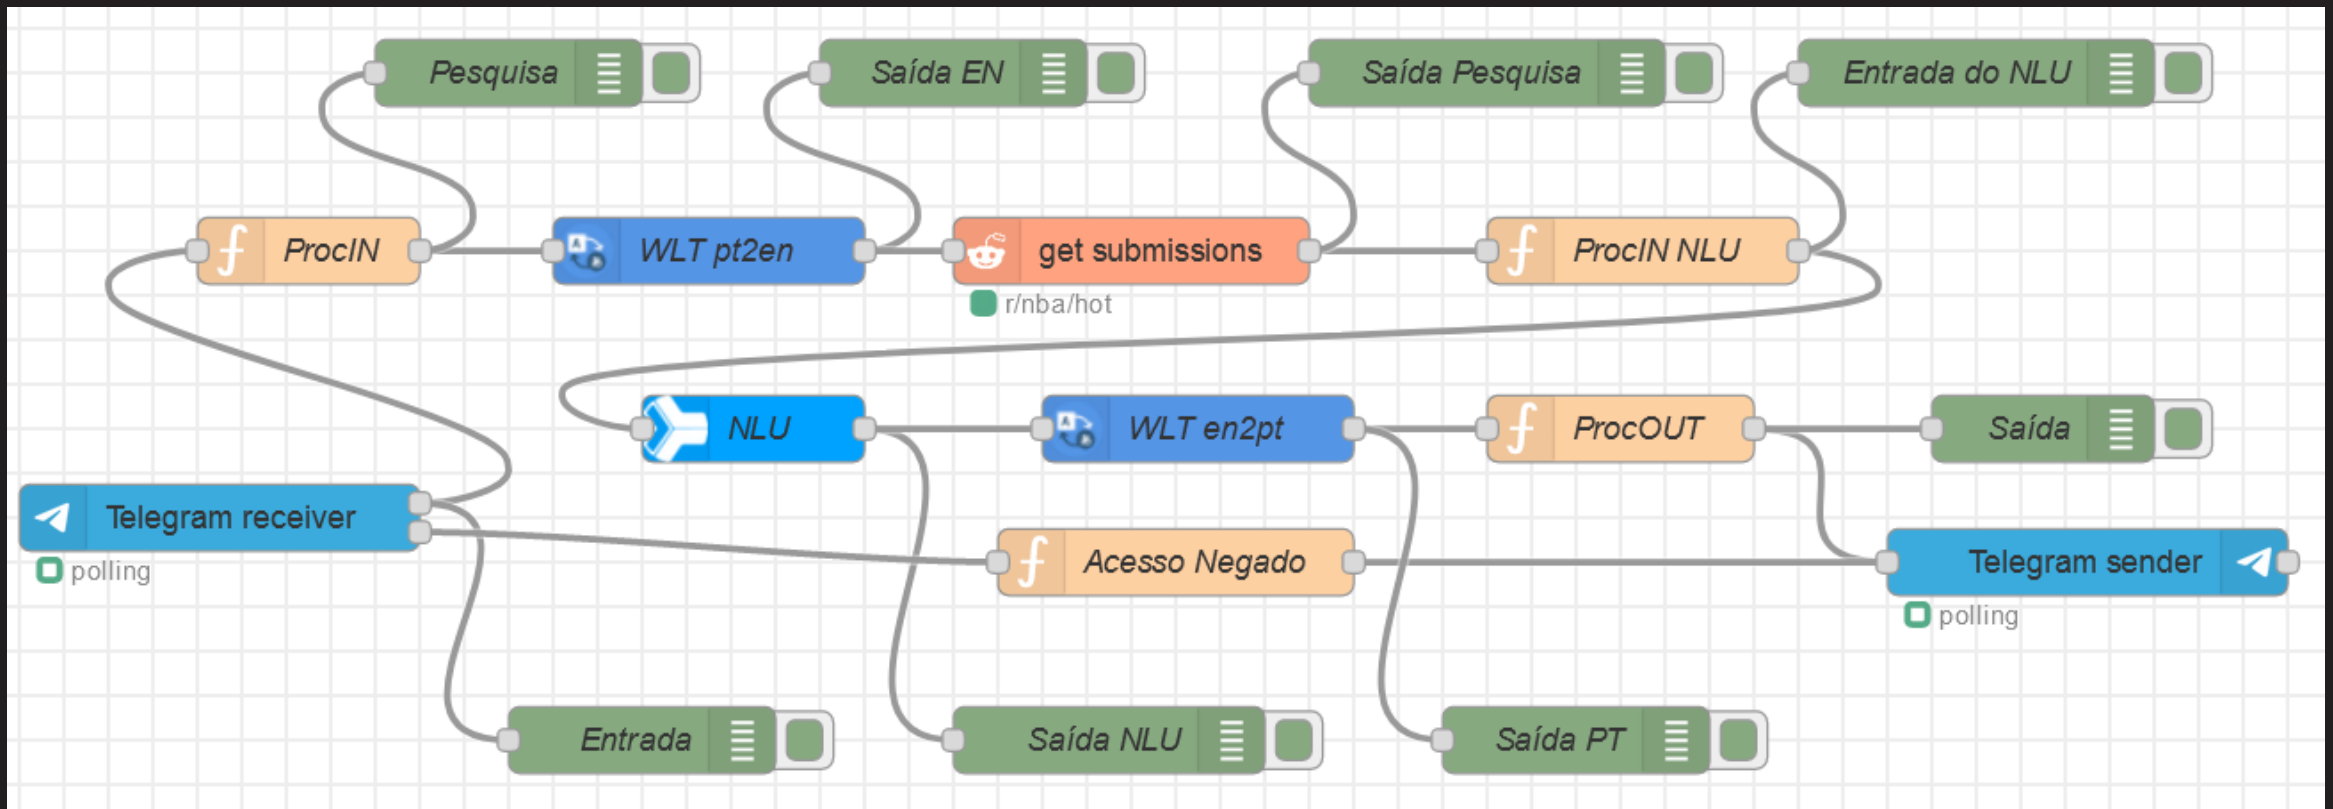 Pesquisa
Saída EN
Saída Pesquisa
Entrada do NLU
ProcIN
WLT pt2en
get submissions
ProcIN NLU
r/nba/hot
NLU
WLT en2pt
ProcOUT
Saída
Telegram receiver
polling
Acesso Negado
Telegram sender
polling
Entrada
Saída NLU
Saída PT